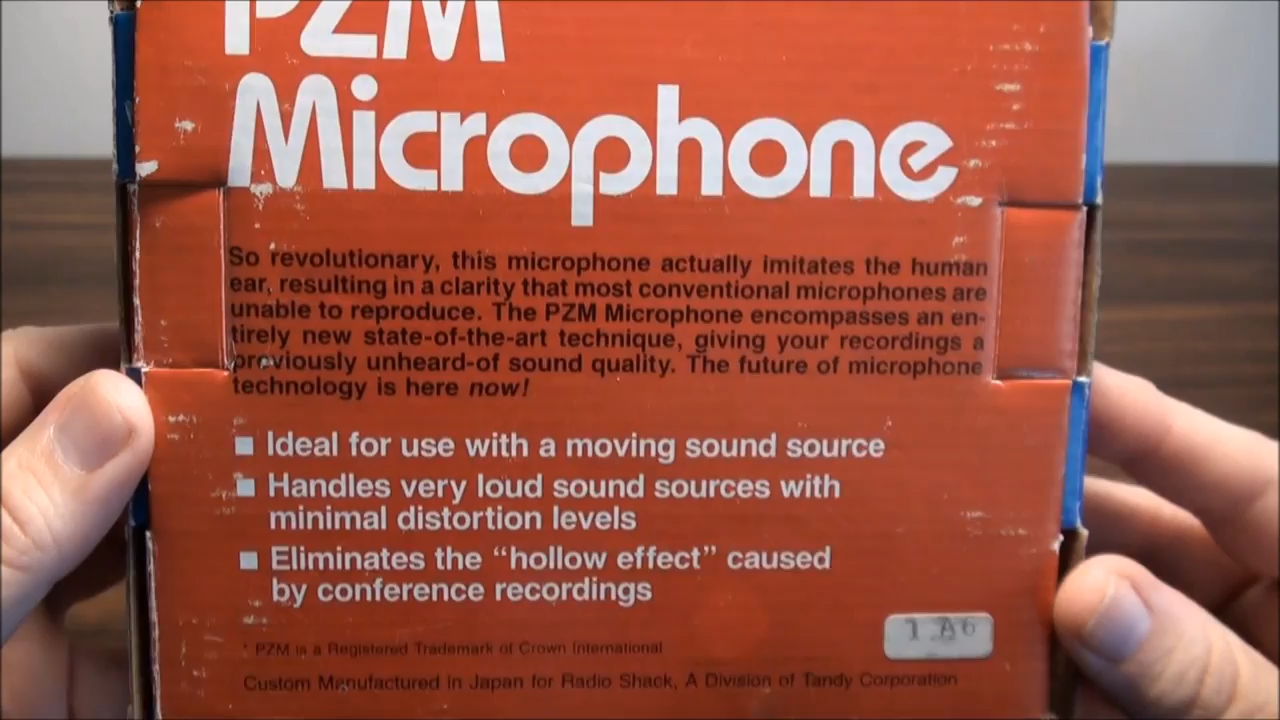 PZM
Microphone
So revolutionary, this microphone actually imitates the human
ear, resulting in a clarity that most conventional microphones are
unable to reproduce. The PZM Microphone encompasses an en-
tirely new state-of-the-art technique, giving your recordings a
previously unheard-of sound quality. The future of microphone
technology is here now!
■ Ideal for use with a moving sound source
■ Handles very loud sound sources with
minimal distortion levels
■ Eliminates the “hollow effect” caused
by conference recordings
* PZM is a Registered Trademark of Crown International
1 A6
Custom Manufactured in Japan for Radio Shack, A Division of Tandy Corporation